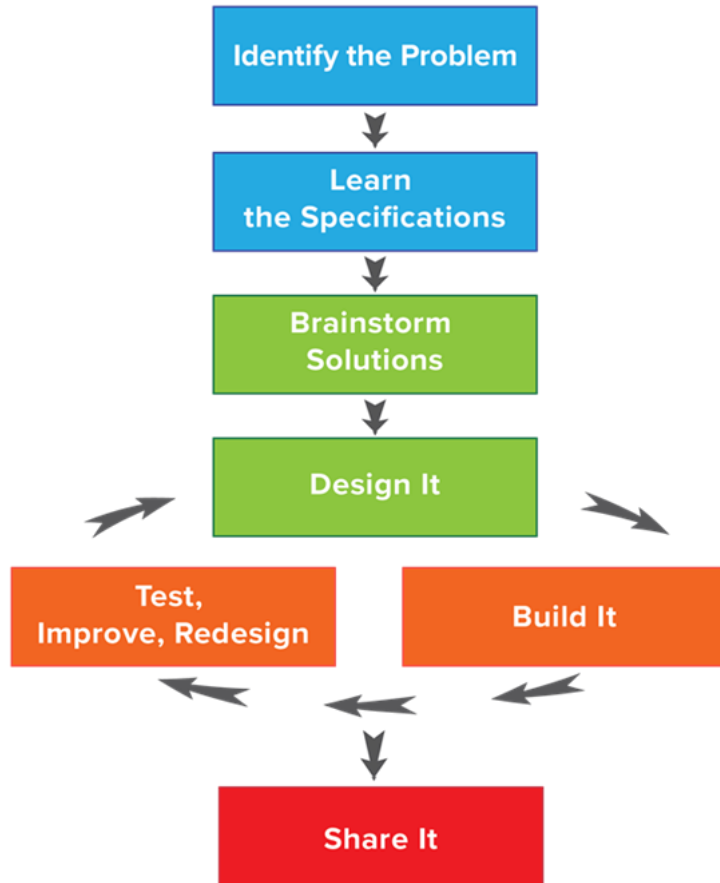 Identify the Problem
Learn
the Specifications
Brainstorm
Solutions
Design It
Test,
Improve, Redesign
Build It
Share It